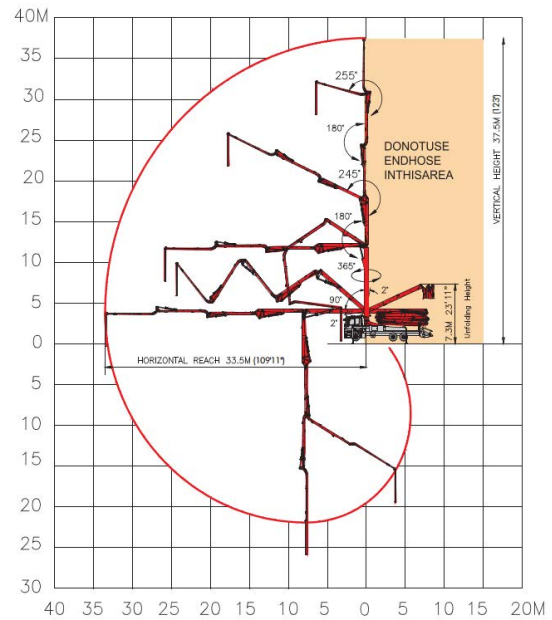 40M
35
30
25
20
15
10
5
0
5
10
15
20
25
30
40 35 30 25 20 15 10 5 0 5 10 15 20M
255°
180°
245°
180°
365°
2°
90°
2°
DONOTUSE
ENDHOSE
INTHISAREA
VERTICAL HEIGHT 37.5M (123')
7.3M 23'11"
Unfolding Height
HORIZONTAL REACH 33.5M (109'11")